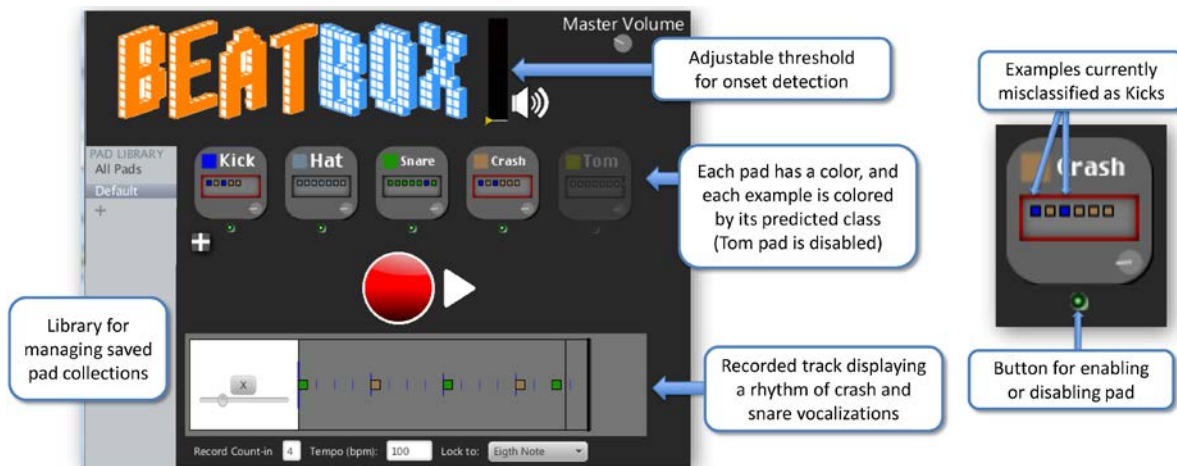 BEATBOX
Master Volume
Adjustable threshold
for onset detection
PAD LIBRARY
All Pads
Default
+
Kick
Hat
Snare
Crash
Tom
Each pad has a color, and
each example is colored
by its predicted class
(Tom pad is disabled)
Library for
managing saved
pad collections
X
Recorded track displaying
a rhythm of crash and
snare vocalizations
Record Count-in 4 Tempo (bpm): 100 Lock to: Eigth Note
Examples currently
misclassified as Kicks
Crash
Button for enabling
or disabling pad